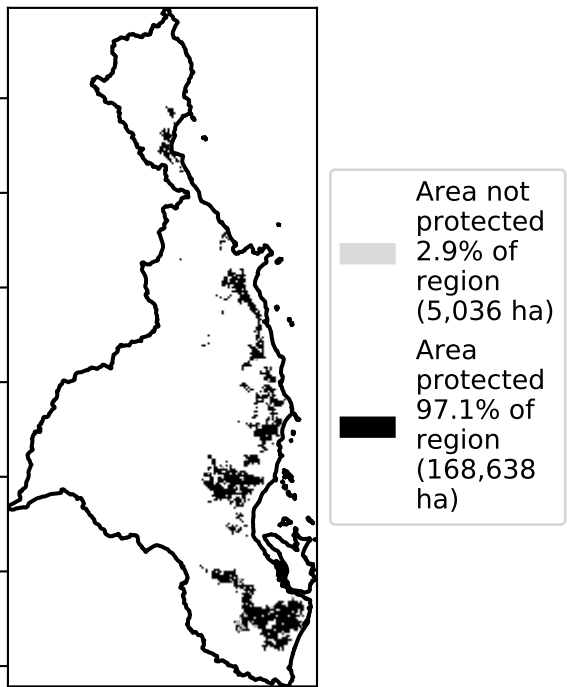 Area not
protected
2.9% of
region
(5,036 ha)
Area
protected
97.1% of
region
(168,638
ha)